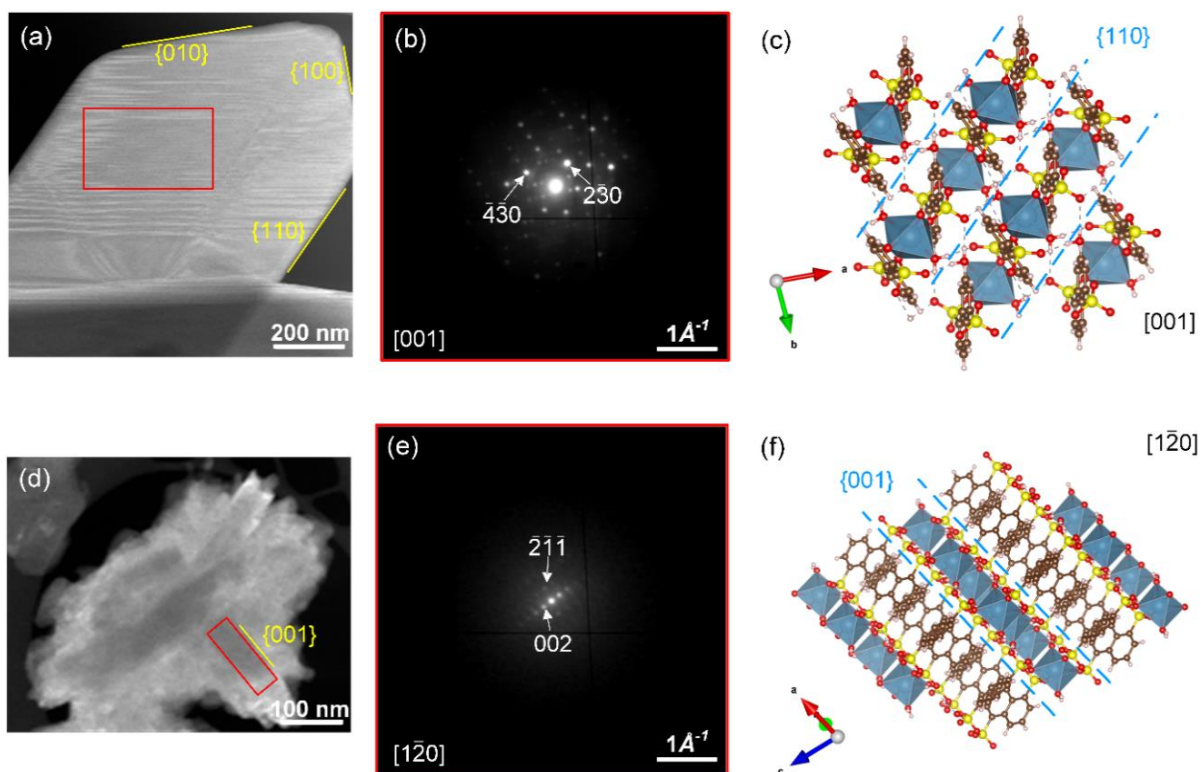 (a)
{010}
{100}
{110}
200 nm
(b)
4̄3̄0
23̄0
[001]
1Å⁻¹
(c)
{110}
a
b
[001]
(d)
{001}
100 nm
(e)
2̄1̄1̄
002
[12̄0]
1Å⁻¹
(f)
[12̄0]
{001}
a
c